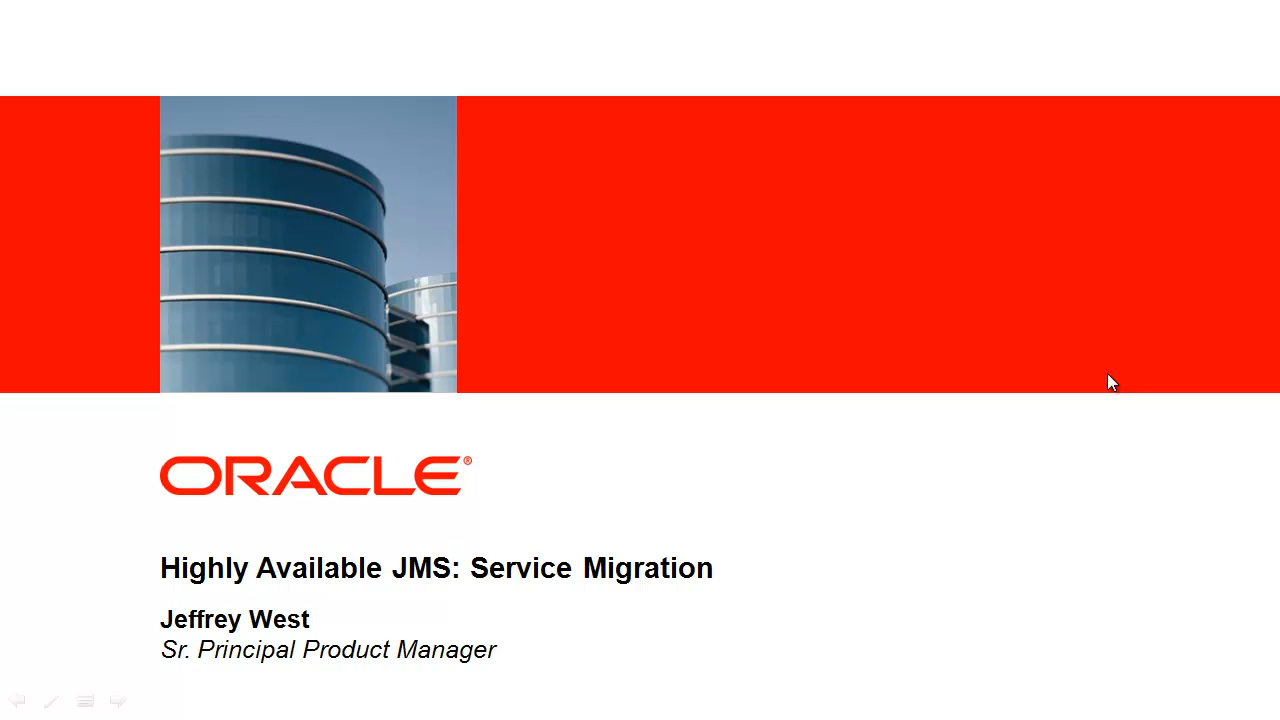 ORACLE®
Highly Available JMS: Service Migration
Jeffrey West
Sr. Principal Product Manager